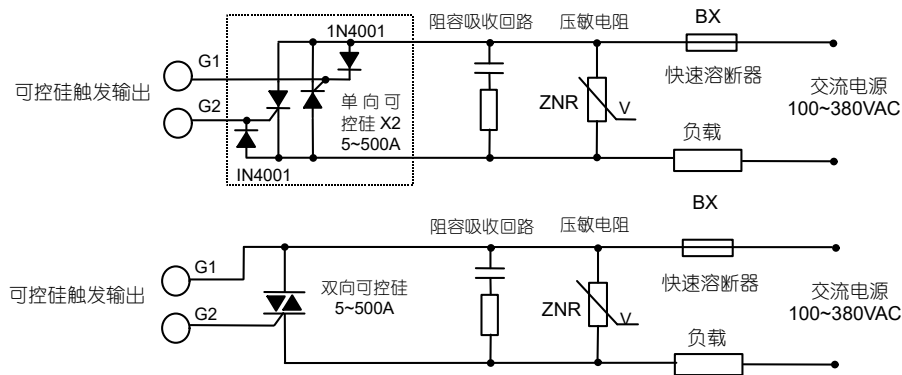 1N4001
阻容吸收回路
压敏电阻
BX
G1
可控硅触发输出
G2
单向可
控硅 X2
5~500A
ZNR
V
快速溶断器
交流电源
100~380VAC
负载
IN4001
BX
阻容吸收回路
压敏电阻
G1
可控硅触发输出
G2
双向可控硅
5~500A
ZNR
V
快速溶断器
交流电源
100~380VAC
负载